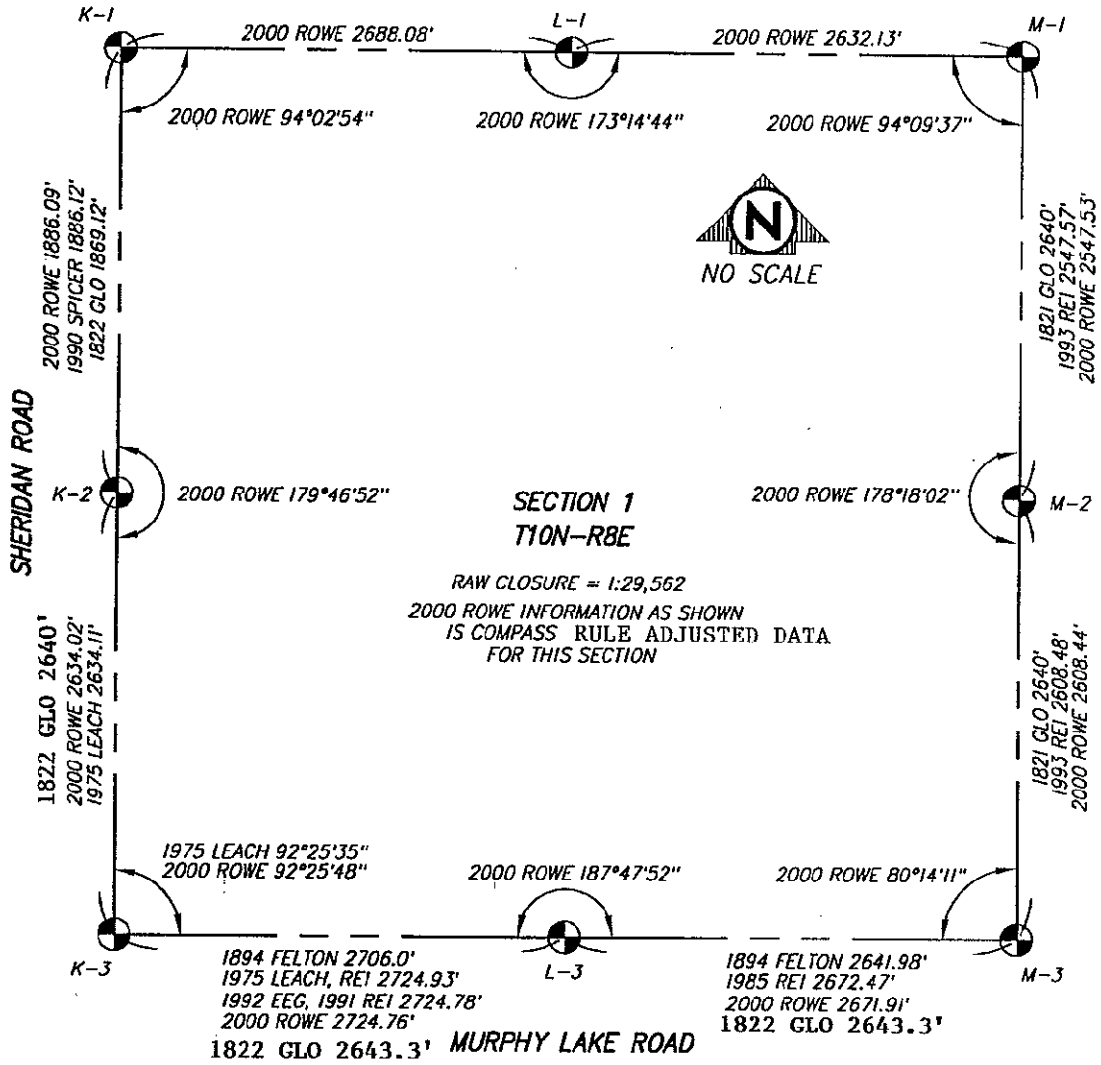 K-1
L-1
M-1
2000 ROWE 2688.08'
2000 ROWE 2632.13'
2000 ROWE 94°02'54"
2000 ROWE 173°14'44"
2000 ROWE 94°09'37"
N
NO SCALE
2000 ROWE 1886.09'
1990 SPICER 1886.12'
1822 GLO 1869.12'
1821 GLO 2640'
1993 REI 2547.57'
2000 ROWE 2547.53'
SHERIDAN ROAD
K-2
2000 ROWE 179°46'52"
2000 ROWE 178°18'02"
M-2
SECTION 1
T10N-R8E
RAW CLOSURE = 1:29,562
2000 ROWE INFORMATION AS SHOWN
IS COMPASS RULE ADJUSTED DATA
FOR THIS SECTION
1822 GLO 2640'
2000 ROWE 2634.02'
1975 LEACH 2634.11'
1821 GLO 2640'
1993 REI 2608.48'
2000 ROWE 2608.44'
1975 LEACH 92°25'35"
2000 ROWE 92°25'48"
2000 ROWE 187°47'52"
2000 ROWE 80°14'11"
K-3
L-3
M-3
1894 FELTON 2706.0'
1975 LEACH, REI 2724.93'
1992 EEG, 1991 REI 2724.78'
2000 ROWE 2724.76'
1822 GLO 2643.3'
1894 FELTON 2641.98'
1985 REI 2672.47'
2000 ROWE 2671.91'
1822 GLO 2643.3'
MURPHY LAKE ROAD